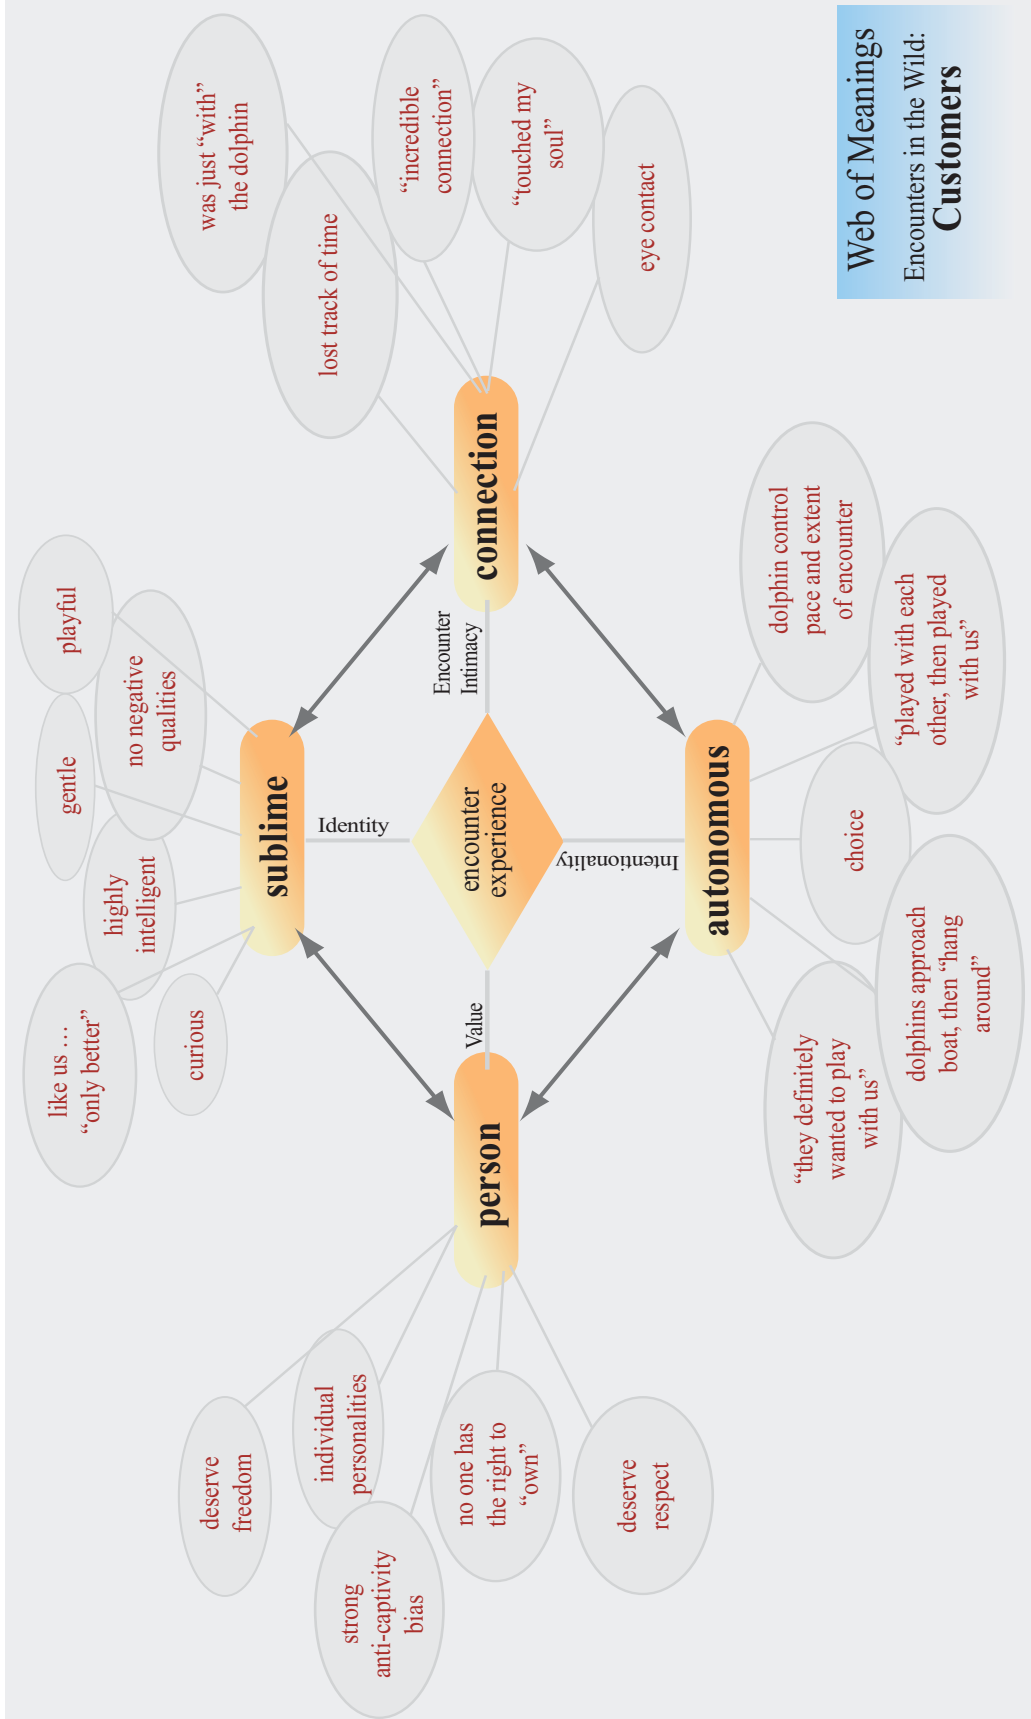 like us …
“only better”
highly
intelligent
gentle
playful
curious
no negative
qualities
was just “with”
the dolphin
lost track of time
“incredible
connection”
“touched my
soul”
eye contact
sublime
Identity
deserve
freedom
individual
personalities
strong
anti-captivity
bias
no one has
the right to
“own”
deserve
respect
person
Value
encounter
experience
Encounter
Intimacy
connection
Intentionality
autonomous
“they definitely
wanted to play
with us”
dolphins approach
boat, then “hang
around”
choice
“played with each
other, then played
with us”
dolphin control
pace and extent
of encounter
Web of Meanings
Encounters in the Wild:
Customers